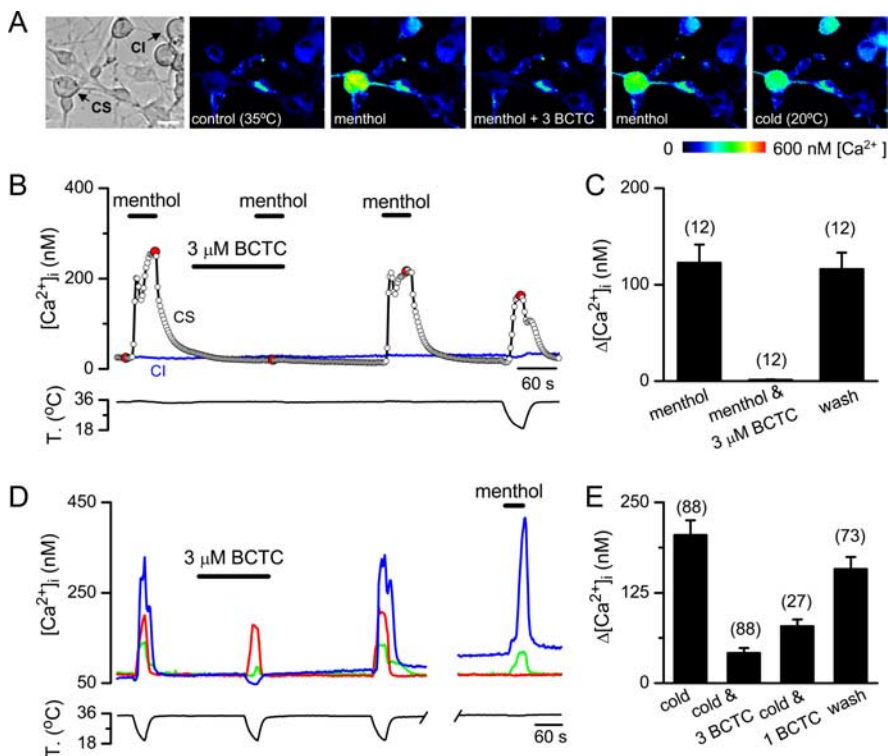 A
CI
CS
control (35ºC)
menthol
menthol + 3 BCTC
menthol
cold (20ºC)
0
600 nM [Ca²⁺ ]
B
400
200
0
[Ca²⁺]ᵢ (nM)
menthol
menthol
menthol
3 μM BCTC
CS
CI
60 s
36
18
T. (ºC)
C
200
100
0
Δ[Ca²⁺]ᵢ (nM)
(12)
(12)
(12)
menthol
menthol &
3 μM BCTC
wash
D
450
250
50
[Ca²⁺]ᵢ (nM)
3 μM BCTC
menthol
36
18
T. (ºC)
60 s
E
250
125
0
Δ[Ca²⁺]ᵢ (nM)
(88)
(88)
(27)
(73)
cold
cold &
3 BCTC
cold &
1 BCTC
wash